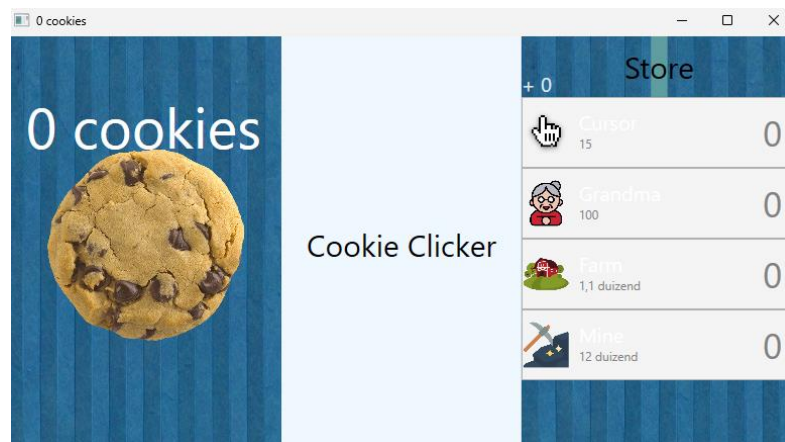 0 cookies
0 cookies
Cookie Clicker
Store
+ 0
Cursor
15
0
Grandma
100
0
Farm
1,1 duizend
0
Mine
12 duizend
0